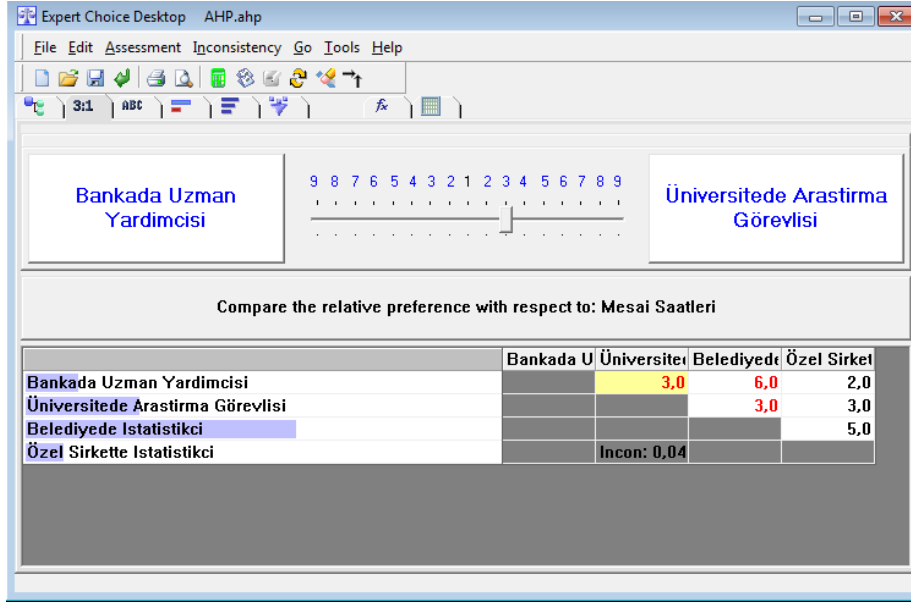 Expert Choice Desktop AHP.ahp
File Edit Assessment Inconsistency Go Tools Help
3:1 ABC fx
9 8 7 6 5 4 3 2 1 2 3 4 5 6 7 8 9
Bankada Uzman
Yardimcisi
Üniversitede Arastirma
Görevlisi
Compare the relative preference with respect to: Mesai Saatleri
Bankada U Üniversite Belediyede Özel Sirket
Bankada Uzman Yardimcisi 3,0 6,0 2,0
Üniversitede Arastirma Görevlisi 3,0 3,0
Belediyede Istatistikci 5,0
Özel Sirkette Istatistikci Incon: 0,04